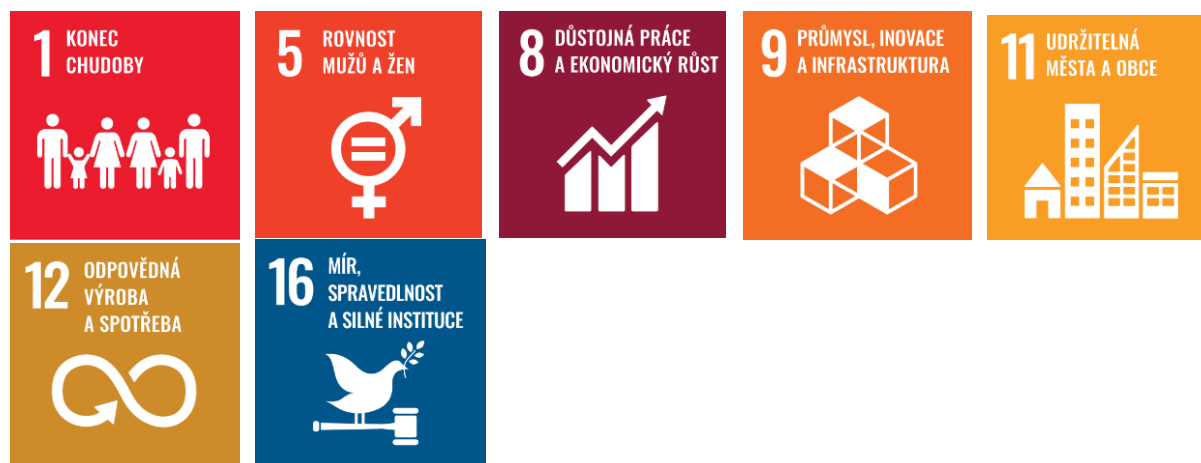 1 KONEC
CHUDOBY
5 ROVNOST
MUŽŮ A ŽEN
8 DŮSTOJNÁ PRÁCE
A EKONOMICKÝ RŮST
9 PRŮMYSL, INOVACE
A INFRASTRUKTURA
11 UDRŽITELNÁ
MĚSTA A OBCE
12 ODPOVĚDNÁ
VÝROBA
A SPOTŘEBA
16 MÍR,
SPRAVEDLNOST
A SILNÉ INSTITUCE